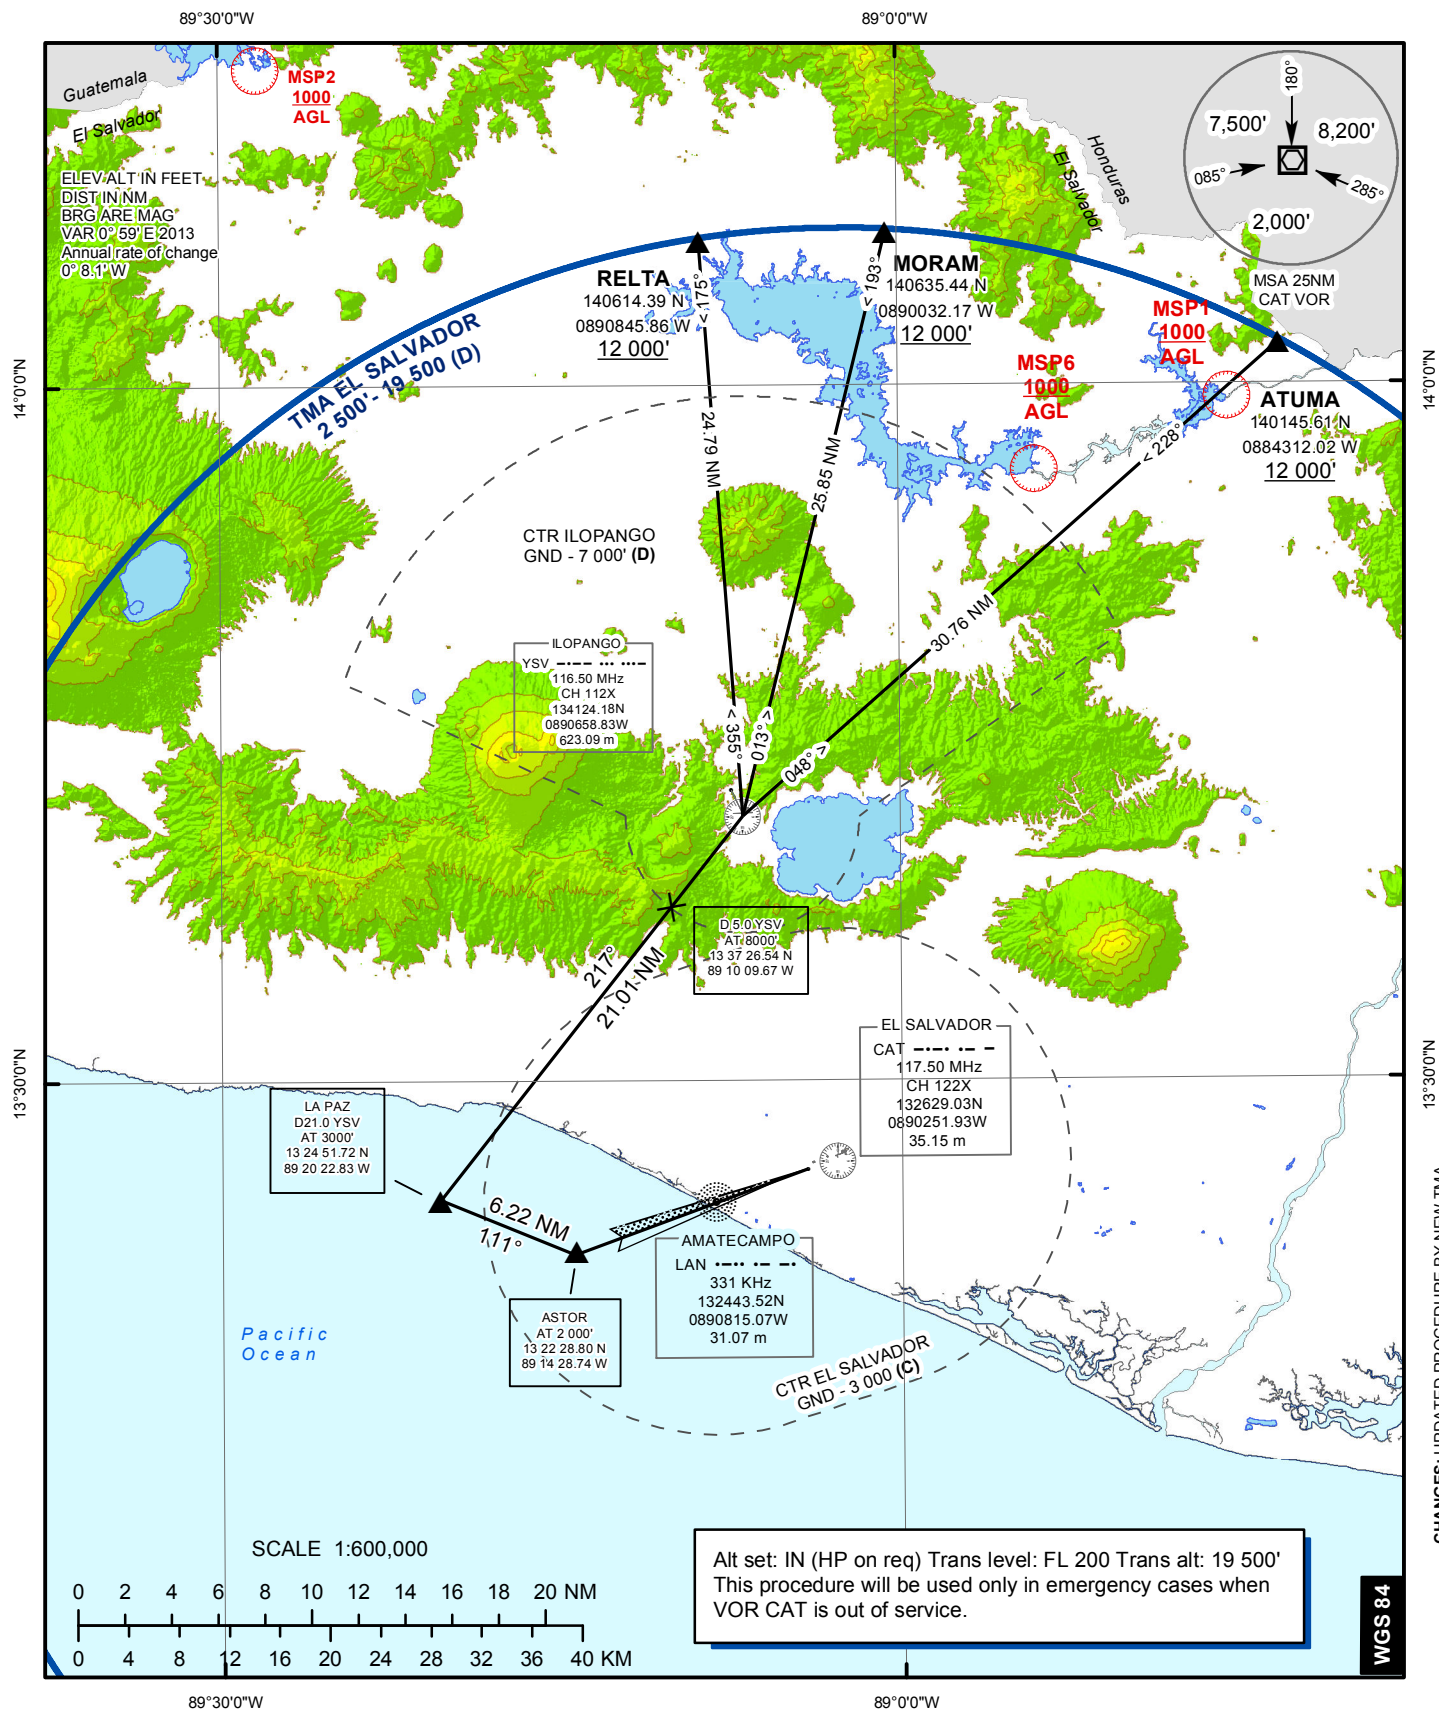 89°30'0"W
89°0'0"W
Guatemala
El Salvador
MSP2
1000
AGL
ELEV ALT IN FEET
DIST IN NM
BRG ARE MAG
VAR 0° 59' E 2013
Annual rate of change
0° 8.1' W
Honduras
El Salvador
180°
7,500'
8,200'
085°
285°
2,000'
MSA 25NM
CAT VOR
RELTA
140614.39 N
0890845.86 W
12 000'
< 175°
< 193°
MORAM
140635.44 N
0890032.17 W
12 000'
MSP1
1000
AGL
MSP6
1000
AGL
ATUMA
140145.61 N
0884312.02 W
12 000'
TMA EL SALVADOR
2 500'- 19 500 (D)
14°0'0"N
14°0'0"N
24.79 NM
25.85 NM
< 228°
30.76 NM
CTR ILOPANGO
GND - 7 000' (D)
ILOPANGO
YSV
116.50 MHz
CH 112X
134124.18N
0890658.83W
623.09 m
< 355°
013° >
048° >
D 5.0 YSV
AT 8000'
13 37 26.54 N
89 10 09.67 W
217°
21.01 NM
EL SALVADOR
CAT
117.50 MHz
CH 122X
132629.03N
0890251.93W
35.15 m
13°30'0"N
13°30'0"N
LA PAZ
D21.0 YSV
AT 3000'
13 24 51.72 N
89 20 22.83 W
6.22 NM
111°
AMATECAMPO
LAN
331 KHz
132443.52N
0890815.07W
31.07 m
ASTOR
AT 2 000'
13 22 28.80 N
89 14 28.74 W
Pacific
Ocean
CTR EL SALVADOR
GND - 3 000 (C)
CHANGES: UPDATED PROCEDURE BY NEW TMA
SCALE 1:600,000
0 2 4 6 8 10 12 14 16 18 20 NM
0 4 8 12 16 20 24 28 32 36 40 KM
Alt set: IN (HP on req) Trans level: FL 200 Trans alt: 19 500'
This procedure will be used only in emergency cases when
VOR CAT is out of service.
WGS 84
89°30'0"W
89°0'0"W